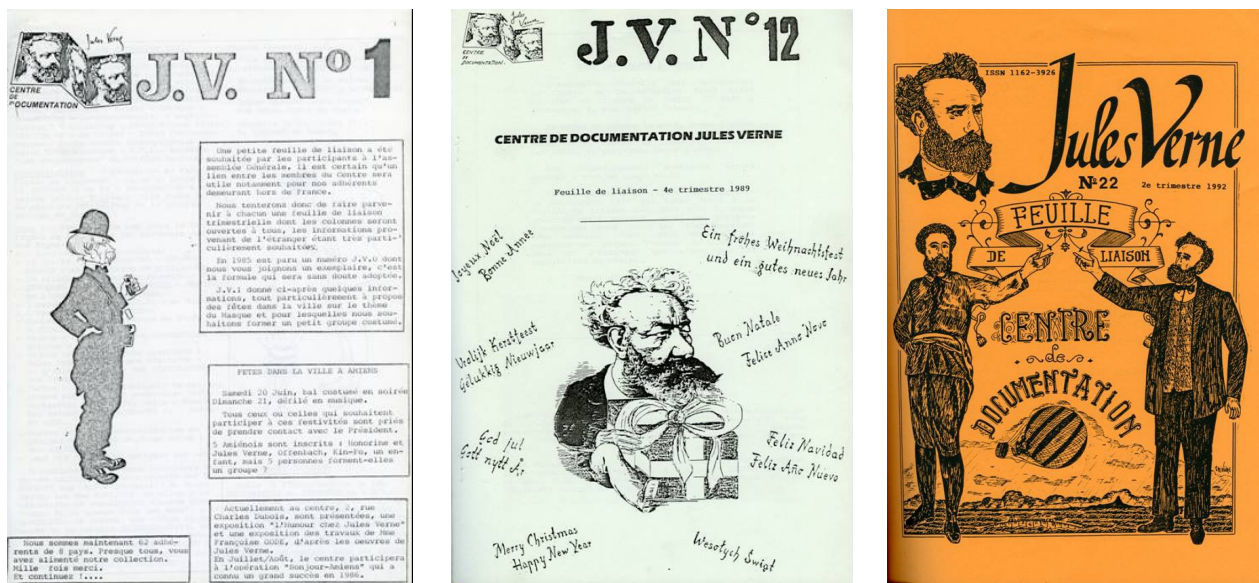 Jules Verne
CENTRE
DE
DOCUMENTATION
J.V. N° 1
Une petite feuille de liaison a été
souhaitée par les participants à l'as-
semblée Générale. Il est certain qu'un
lien entre les membres du Centre sera
utile notamment pour nos adhérents
demeurant hors de France.
Nous tenterons donc de faire parve-
nir à chacun une feuille de liaison
trimestrielle dont les colonnes seront
ouvertes à tous, les informations pro-
venant de l'étranger étant très parti-
culièrement souhaitées.
En 1985 est paru un numéro J.V.0 dont
nous vous joignons un exemplaire, c'est
la formule qui sera sans doute adoptée.
J.V.1 donne ci-après quelques infor-
mations, tout particulièrement à propos
des fêtes dans la ville sur le thème
du Masque et pour lesquelles nous sou-
haitons former un petit groupe costumé.
FETES DANS LA VILLE A AMIENS
Samedi 20 Juin, bal costumé en soirée
Dimanche 21, défilé en musique.
Tous ceux ou celles qui souhaitent
participer à ces festivités sont priés
de prendre contact avec le Président.
5 Amiénois sont inscrits : Honorine et
Jules Verne, Offenbach, Kin-Fo, un en-
fant, mais 5 personnes forment-elles
un groupe ?
Actuellement au centre, 2, rue
Charles Dubois, sont présentées, une
exposition "l'Humour chez Jules Verne"
et une exposition des travaux de Mme
Françoise GODE, d'après les oeuvres de
Jules Verne.
En Juillet/Août, le centre participera
à l'opération "Bonjour-Amiens" qui a
connu un grand succès en 1986.
Nous sommes maintenant 62 adhé-
rents de 8 pays. Presque tous, vous
avez alimenté notre collection.
Mille fois merci.
Et continuez !....
Jules Verne
CENTRE
DE
DOCUMENTATION.
J.V. N° 12
CENTRE DE DOCUMENTATION JULES VERNE
Feuille de liaison - 4e trimestre 1989
Joyeux Noël
Bonne Année
Ein frohes Weihnachtsfest
und ein gutes neues Jahr
Vrolijk Kerstfeest
Gelukkig Nieuwjaar
Buon Natale
Felice Anno Novo
God jul
Gott nytt År
Feliz Navidad
Feliz Año Nuevo
Merry Christmas
Happy New Year
Wesołych Świąt
ISSN 1162-3926
Jules Verne
N°22
2e trimestre 1992
FEUILLE
DE LIAISON
CENTRE
de
DOCUMENTATION